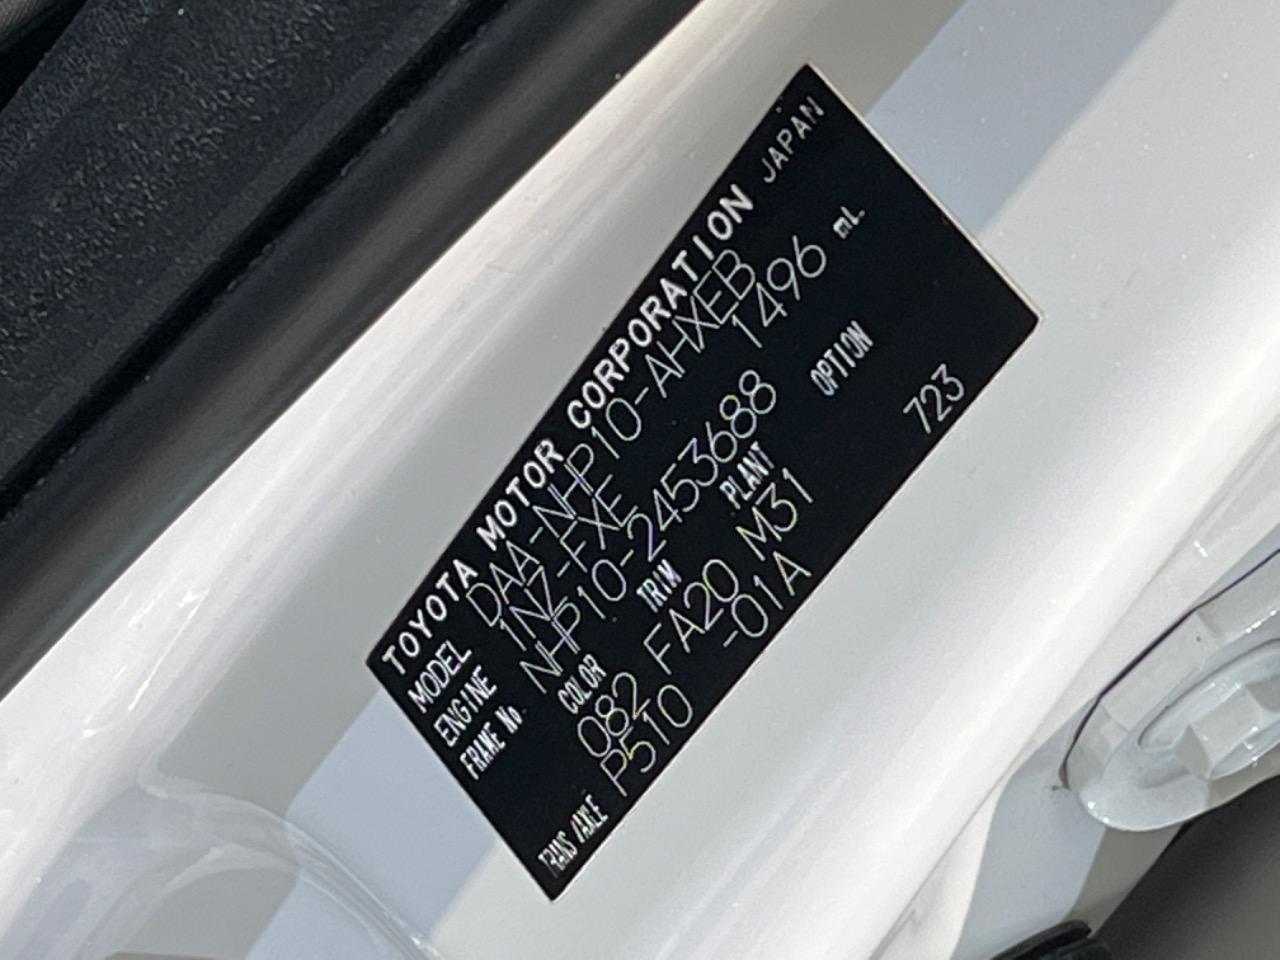 TOYOTA MOTOR CORPORATION JAPAN
MODEL DAA-NHP10-AHXEB
ENGINE 1NZ-FXE 1496 mL
FRAME No. NHP10-2453688
COLOR TRIM PLANT OPTION
082 FA20 M31 723
TRANS/AXLE P510 -01A